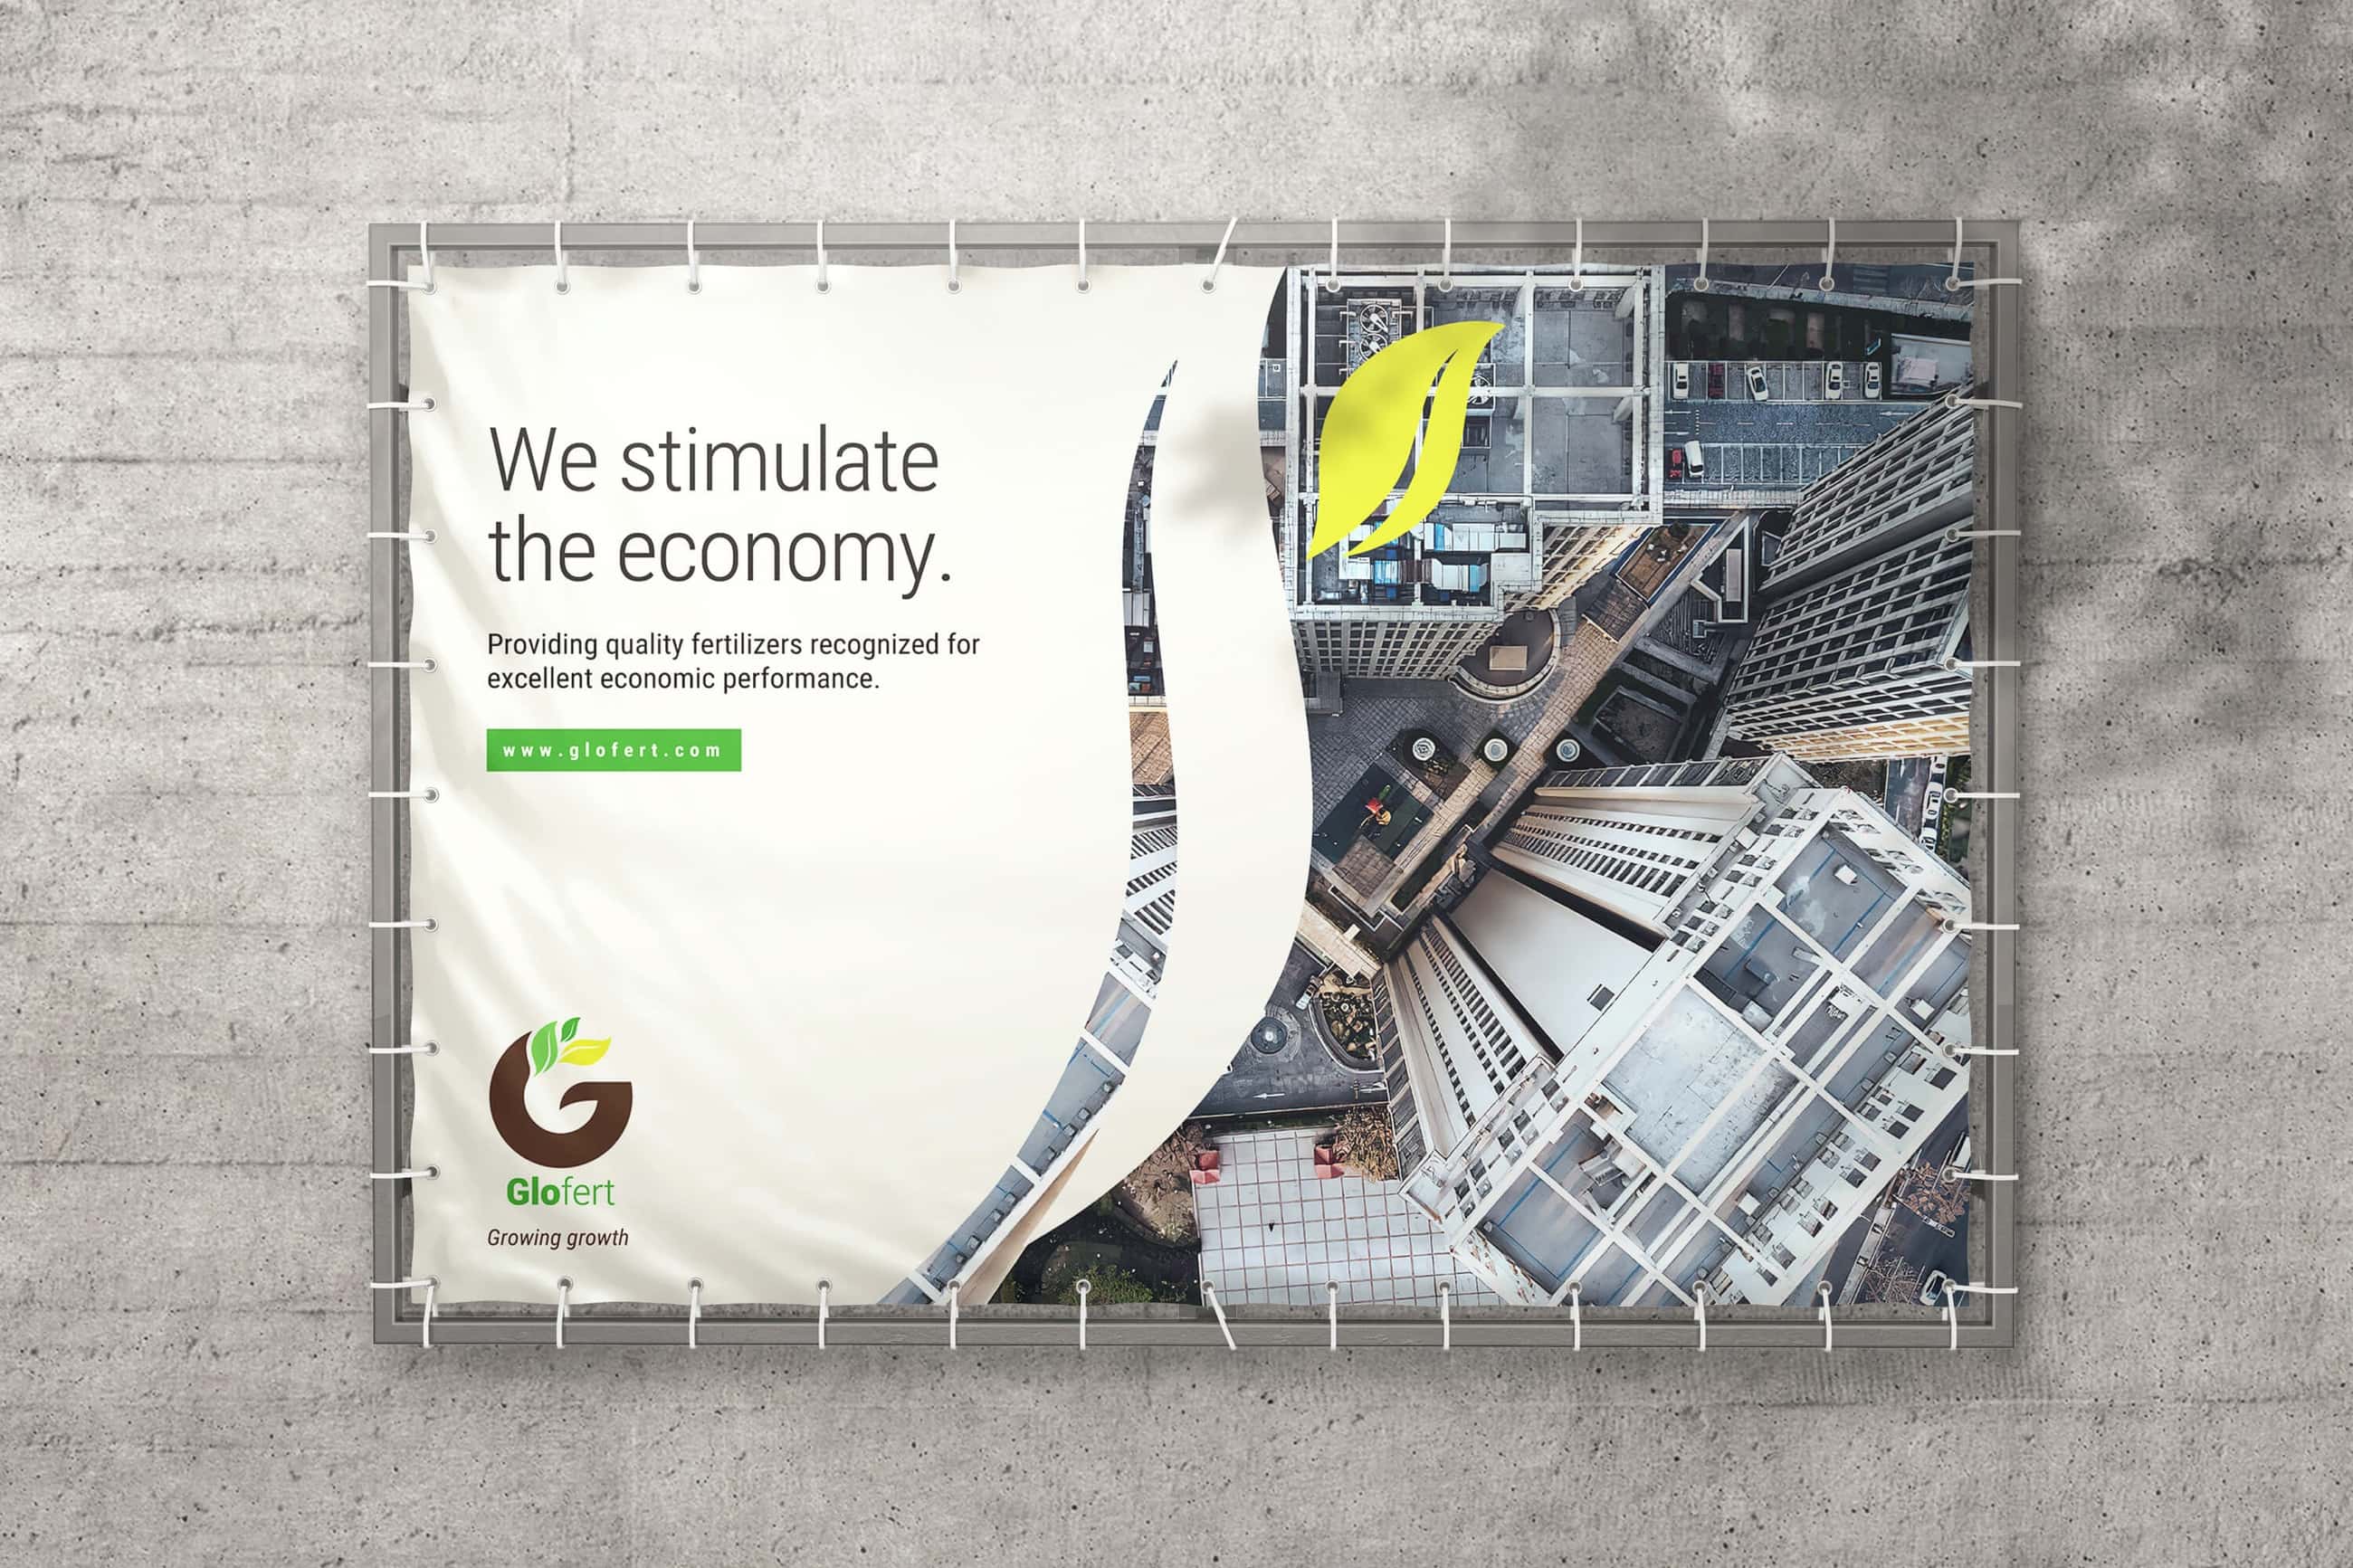 We stimulate
the economy.
Providing quality fertilizers recognized for
excellent economic performance.
www.glofert.com
Glofert
Growing growth